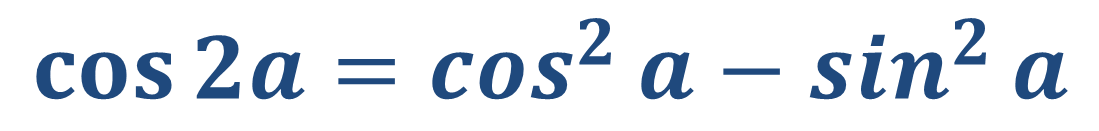 cos 2a = cos² a − sin² a